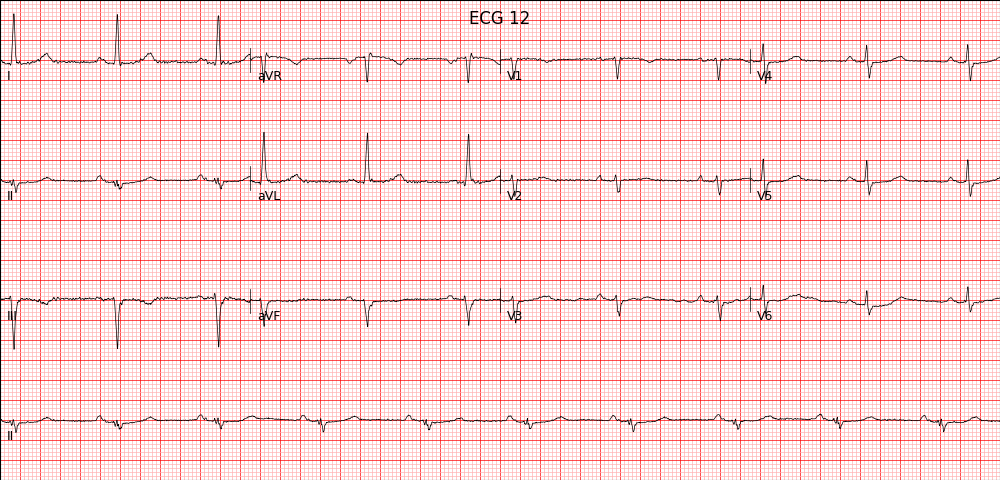 ECG 12
I aVR V1 V4
II aVL V2 V5
III aVF V3 V6
II